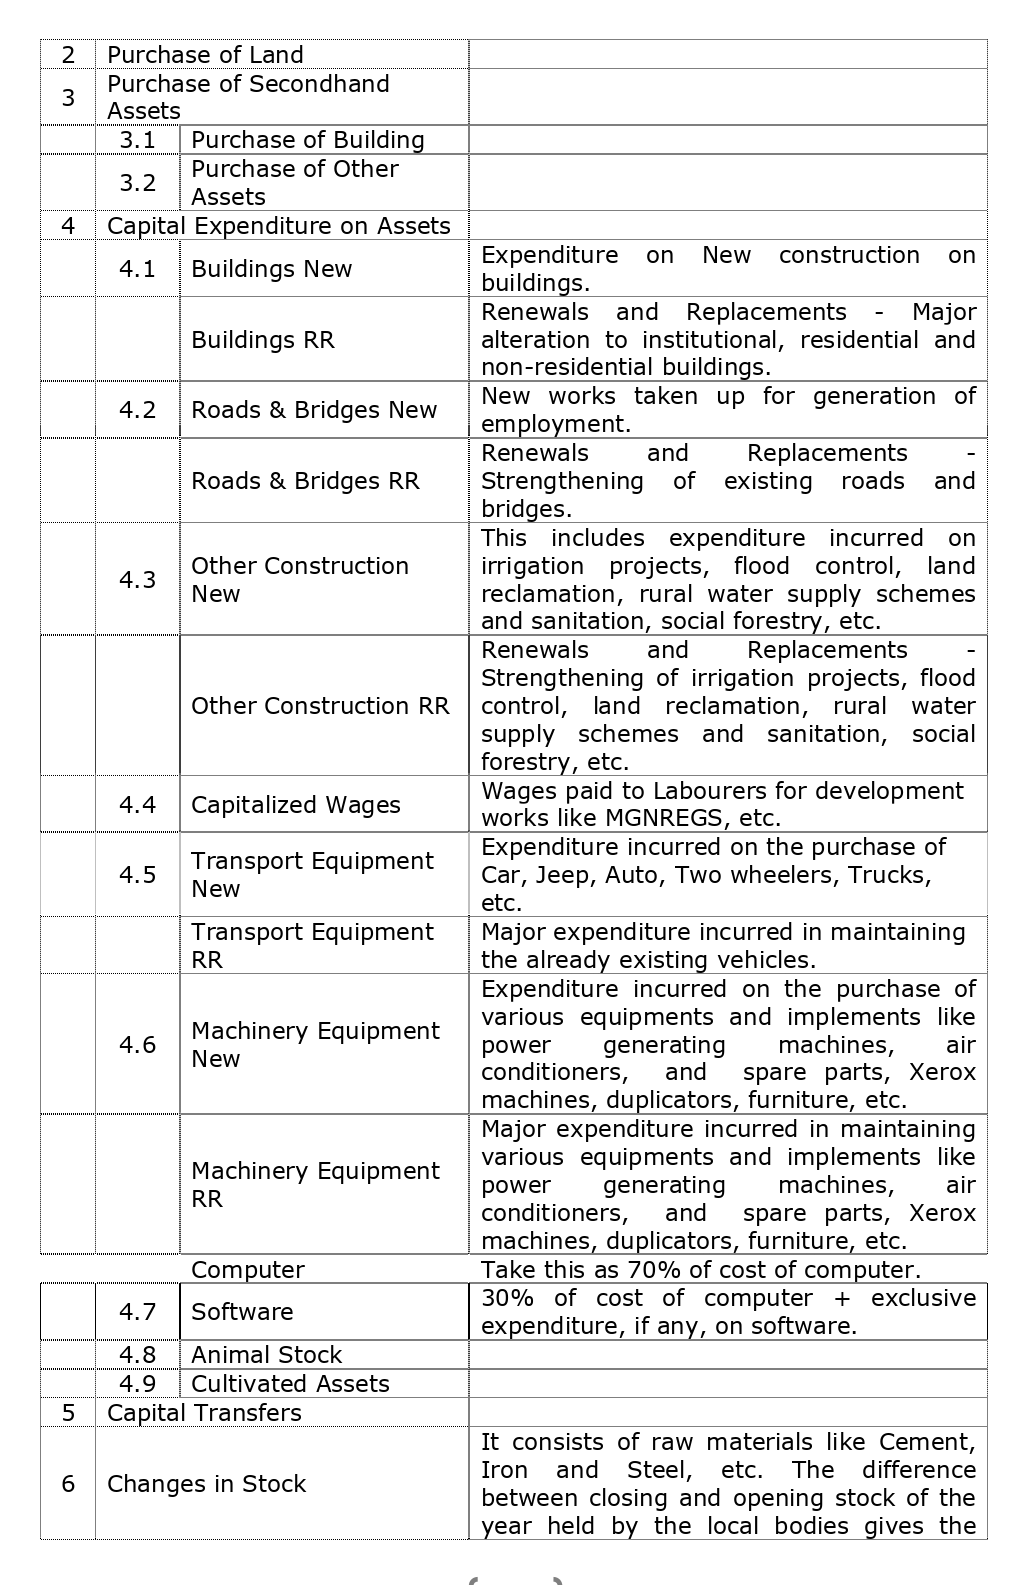 2 Purchase of Land
3 Purchase of Secondhand
Assets
3.1 Purchase of Building
3.2 Purchase of Other
Assets
4 Capital Expenditure on Assets
4.1 Buildings New Expenditure on New construction on
buildings.
Buildings RR Renewals and Replacements - Major
alteration to institutional, residential and
non-residential buildings.
4.2 Roads & Bridges New New works taken up for generation of
employment.
Roads & Bridges RR Renewals and Replacements -
Strengthening of existing roads and
bridges.
4.3 Other Construction
New
This includes expenditure incurred on
irrigation projects, flood control, land
reclamation, rural water supply schemes
and sanitation, social forestry, etc.
Other Construction RR Renewals and Replacements -
Strengthening of irrigation projects, flood
control, land reclamation, rural water
supply schemes and sanitation, social
forestry, etc.
4.4 Capitalized Wages Wages paid to Labourers for development
works like MGNREGS, etc.
4.5 Transport Equipment
New
Expenditure incurred on the purchase of
Car, Jeep, Auto, Two wheelers, Trucks,
etc.
Transport Equipment
RR
Major expenditure incurred in maintaining
the already existing vehicles.
4.6 Machinery Equipment
New
Expenditure incurred on the purchase of
various equipments and implements like
power generating machines, air
conditioners, and spare parts, Xerox
machines, duplicators, furniture, etc.
Machinery Equipment
RR
Major expenditure incurred in maintaining
various equipments and implements like
power generating machines, air
conditioners, and spare parts, Xerox
machines, duplicators, furniture, etc.
Computer Take this as 70% of cost of computer.
4.7 Software 30% of cost of computer + exclusive
expenditure, if any, on software.
4.8 Animal Stock
4.9 Cultivated Assets
5 Capital Transfers
6 Changes in Stock It consists of raw materials like Cement,
Iron and Steel, etc. The difference
between closing and opening stock of the
year held by the local bodies gives the